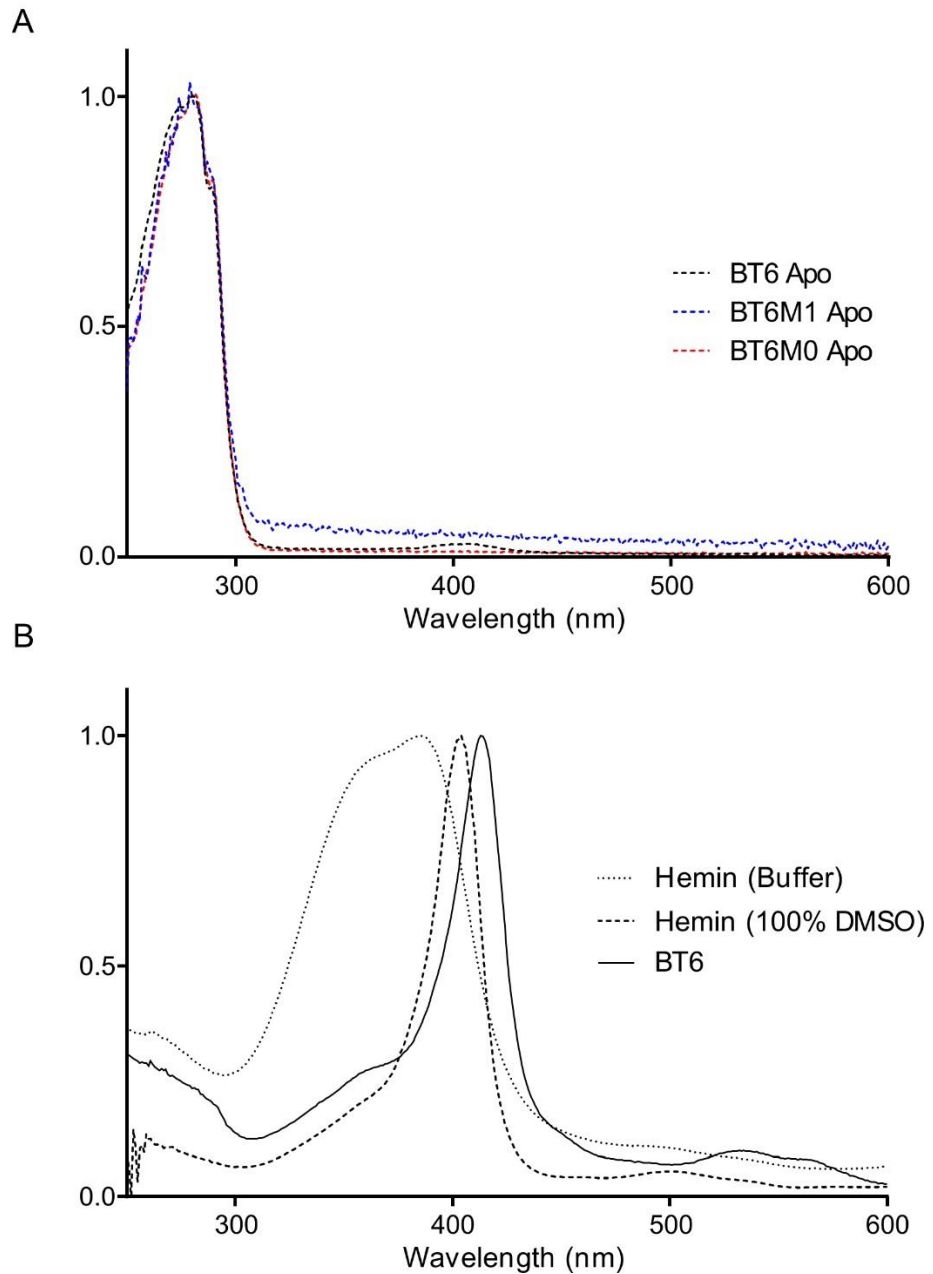 A
1.0
0.5
0.0
BT6 Apo
BT6M1 Apo
BT6M0 Apo
300
400
500
600
Wavelength (nm)
B
1.0
0.5
0.0
Hemin (Buffer)
Hemin (100% DMSO)
BT6
300
400
500
600
Wavelength (nm)